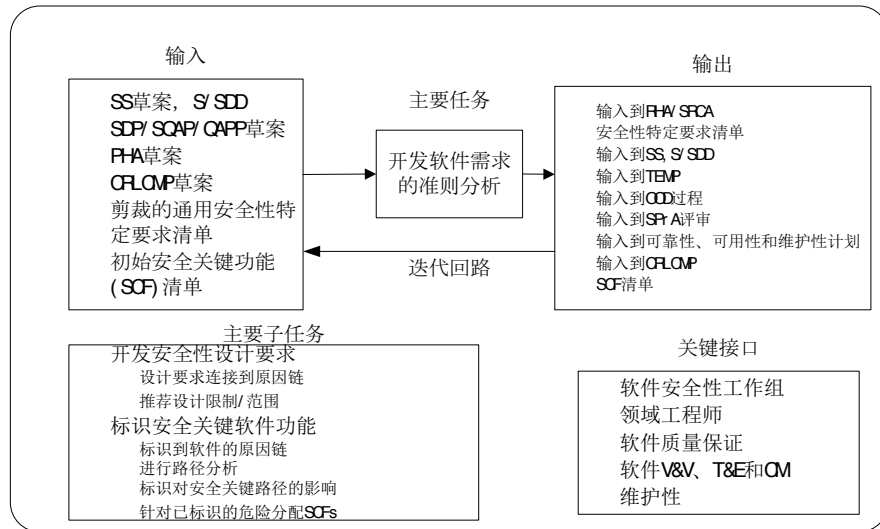 输入
SS草案，S/SDD
SDP/SQAP/QAPP草案
PHA草案
CRLCMP草案
剪裁的通用安全性特
定要求清单
初始安全关键功能
(SCF)清单
主要任务
开发软件需求
的准则分析
迭代回路
输出
输入到PHA/SRCA
安全性特定要求清单
输入到SS,S/SDD
输入到TEMP
输入到OOD过程
输入到SPrA评审
输入到可靠性、可用性和维护性计划
输入到CRLCMP
SCF清单
主要子任务
开发安全性设计要求
设计要求连接到原因链
推荐设计限制/范围
标识安全关键软件功能
标识到软件的原因链
进行路径分析
标识对安全关键路径的影响
针对已标识的危险分配SCFs
关键接口
软件安全性工作组
领域工程师
软件质量保证
软件V&V、T&E和CM
维护性